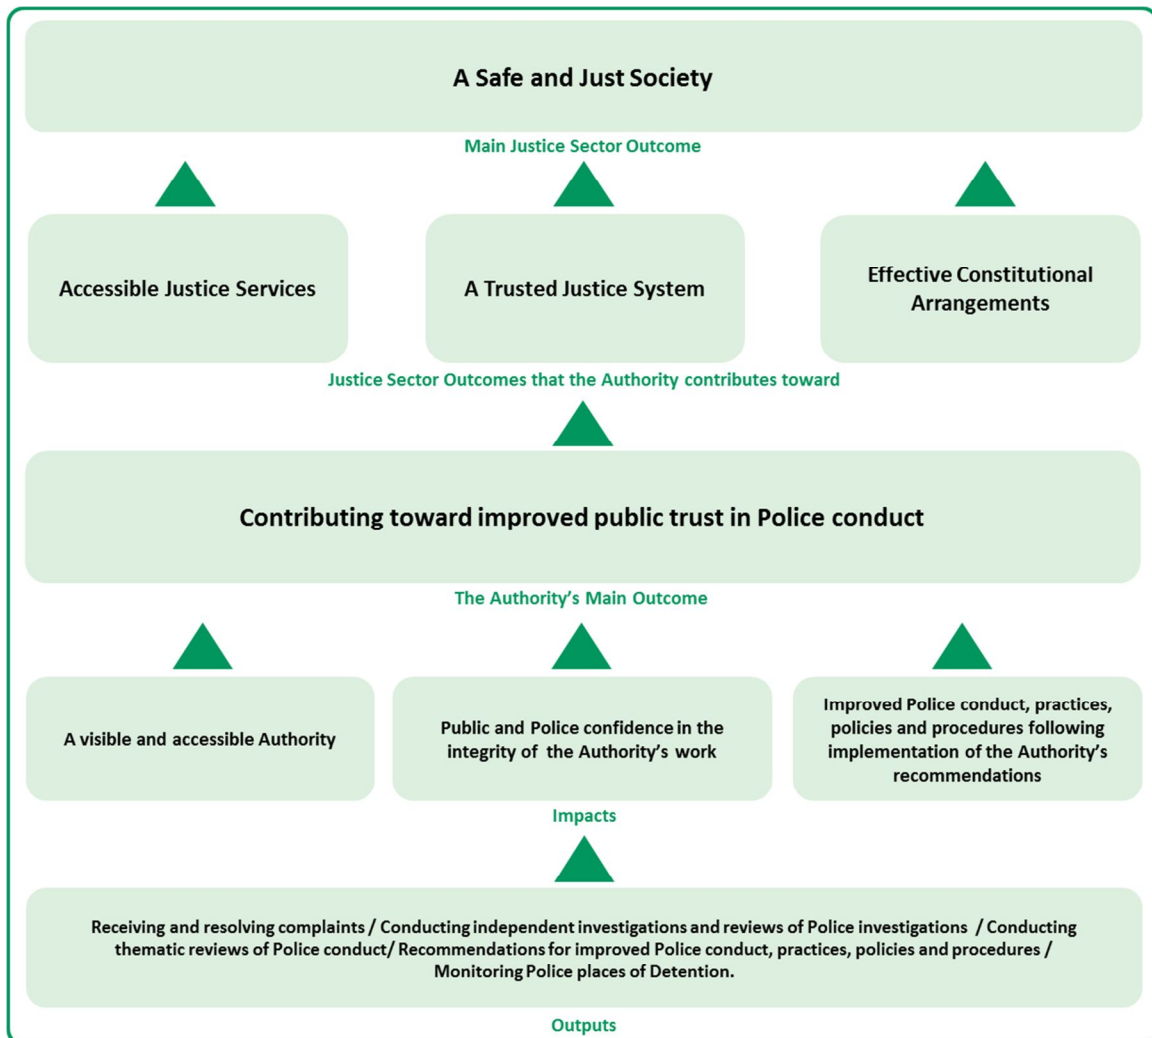 A Safe and Just Society
Main Justice Sector Outcome
Accessible Justice Services
A Trusted Justice System
Effective Constitutional
Arrangements
Justice Sector Outcomes that the Authority contributes toward
Contributing toward improved public trust in Police conduct
The Authority's Main Outcome
A visible and accessible Authority
Public and Police confidence in the
integrity of the Authority's work
Improved Police conduct, practices,
policies and procedures following
implementation of the Authority's
recommendations
Impacts
Receiving and resolving complaints / Conducting independent investigations and reviews of Police investigations / Conducting
thematic reviews of Police conduct/ Recommendations for improved Police conduct, practices, policies and procedures /
Monitoring Police places of Detention.
Outputs